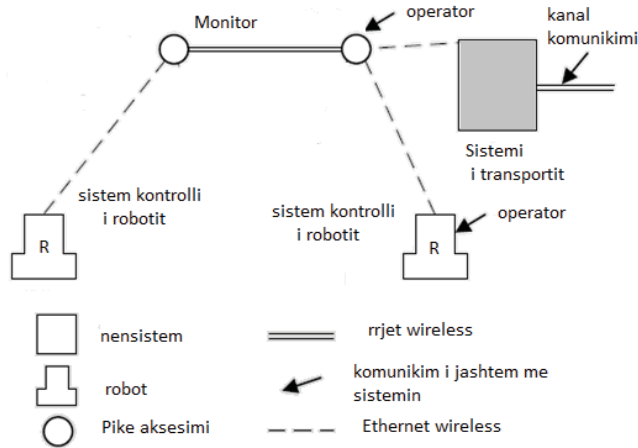 Monitor
operator
kanal
komunikimi
Sistemi
i transportit
sistem kontrolli
i robotit
sistem kontrolli
i robotit
operator
R
R
nensistem
rrjet wireless
robot
komunikim i jashtem me
sistemin
Pike aksesimi
Ethernet wireless